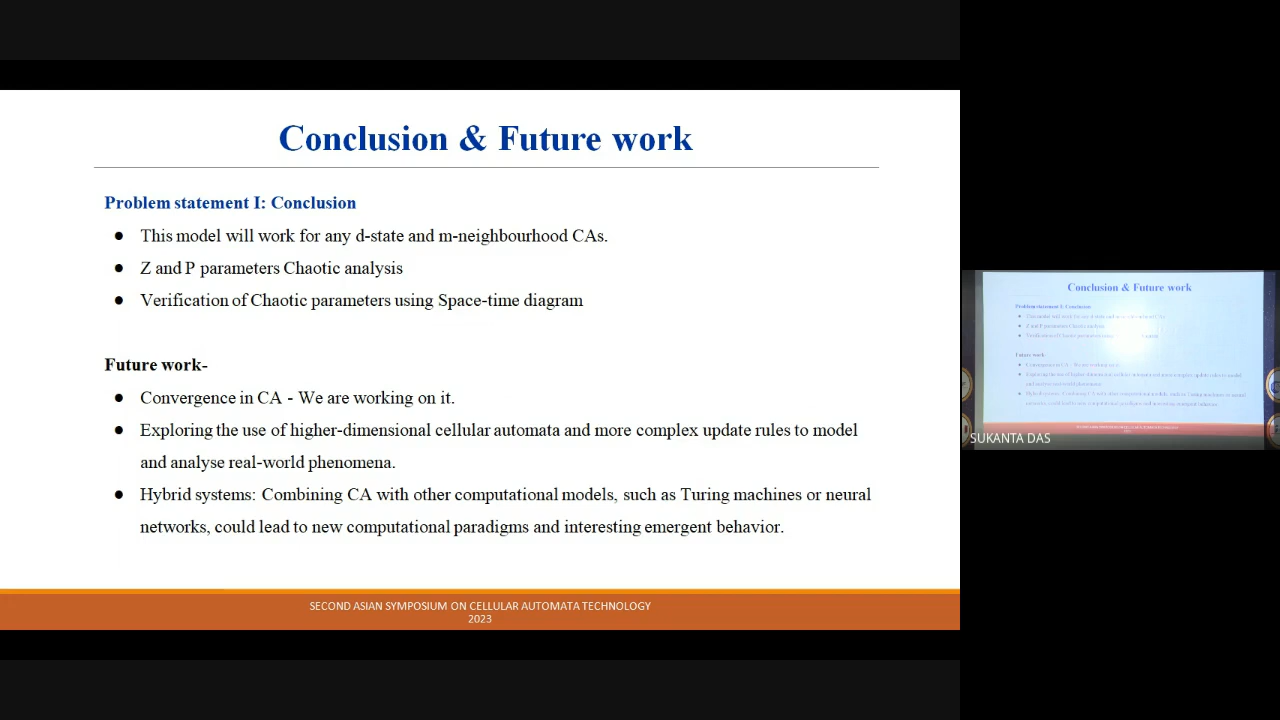 Conclusion & Future work
Problem statement I: Conclusion
● This model will work for any d-state and m-neighbourhood CAs.
● Z and P parameters Chaotic analysis
● Verification of Chaotic parameters using Space-time diagram
Future work-
● Convergence in CA - We are working on it.
● Exploring the use of higher-dimensional cellular automata and more complex update rules to model
and analyse real-world phenomena.
● Hybrid systems: Combining CA with other computational models, such as Turing machines or neural
networks, could lead to new computational paradigms and interesting emergent behavior.
SECOND ASIAN SYMPOSIUM ON CELLULAR AUTOMATA TECHNOLOGY
2023
Conclusion & Future work
Problem statement I: Conclusion
Future work-
SUKANTA DAS